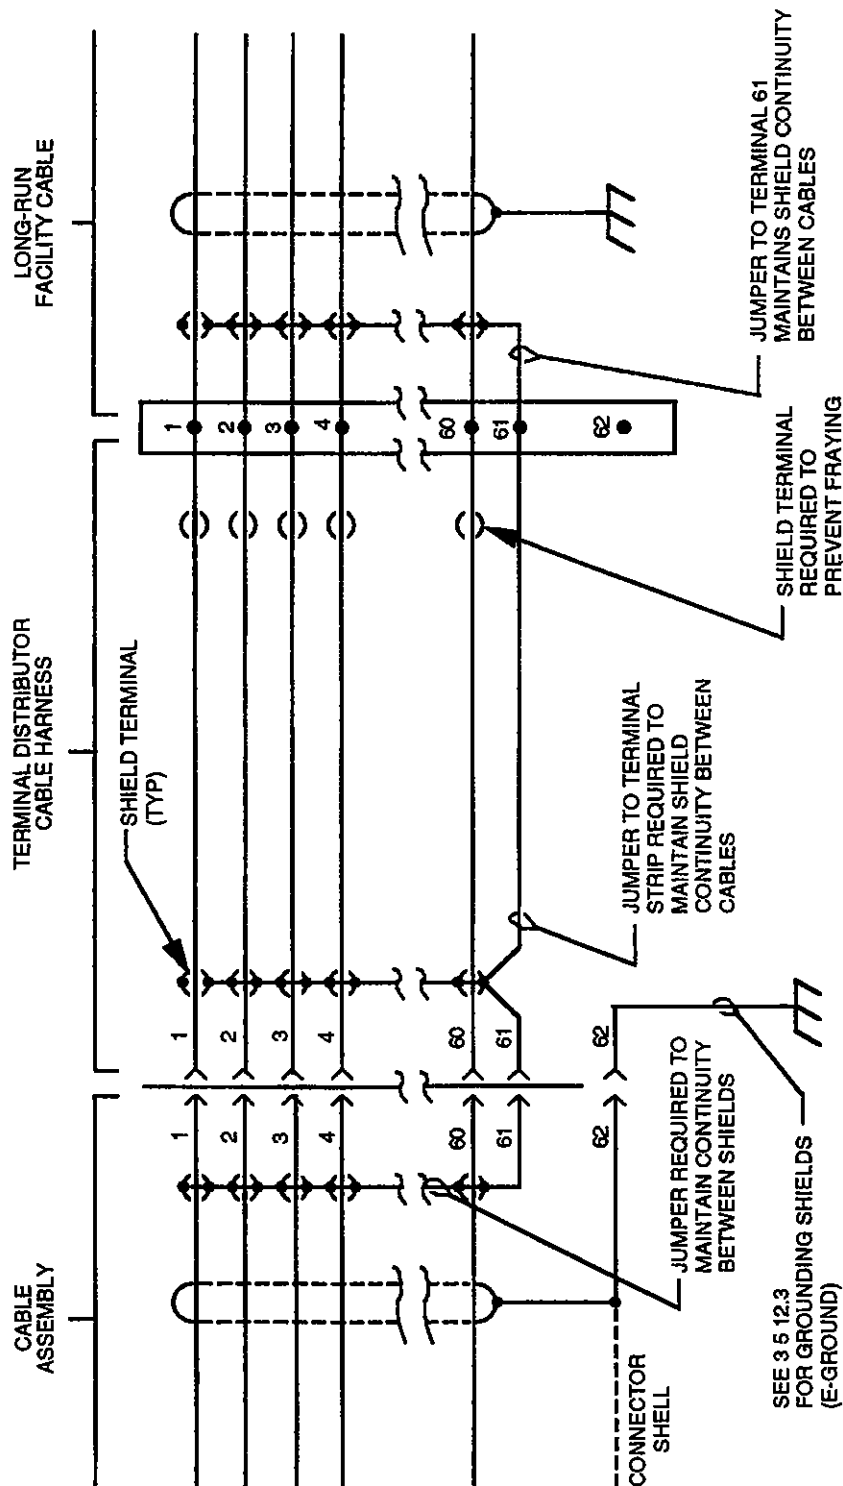 CABLE
ASSEMBLY
TERMINAL DISTRIBUTOR
CABLE HARNESS
LONG-RUN
FACILITY CABLE
SHIELD TERMINAL
(TYP)
1
1
1
2
2
2
3
3
3
4
4
4
60
60
60
61
61
61
62
62
62
CONNECTOR
SHELL
JUMPER REQUIRED TO
MAINTAIN CONTINUITY
BETWEEN SHIELDS
JUMPER TO TERMINAL
STRIP REQUIRED TO
MAINTAIN SHIELD
CONTINUITY BETWEEN
CABLES
SEE 3 5 12.3
FOR GROUNDING SHIELDS
(E-GROUND)
SHIELD TERMINAL
REQUIRED TO
PREVENT FRAYING
JUMPER TO TERMINAL 61
MAINTAINS SHIELD CONTINUITY
BETWEEN CABLES